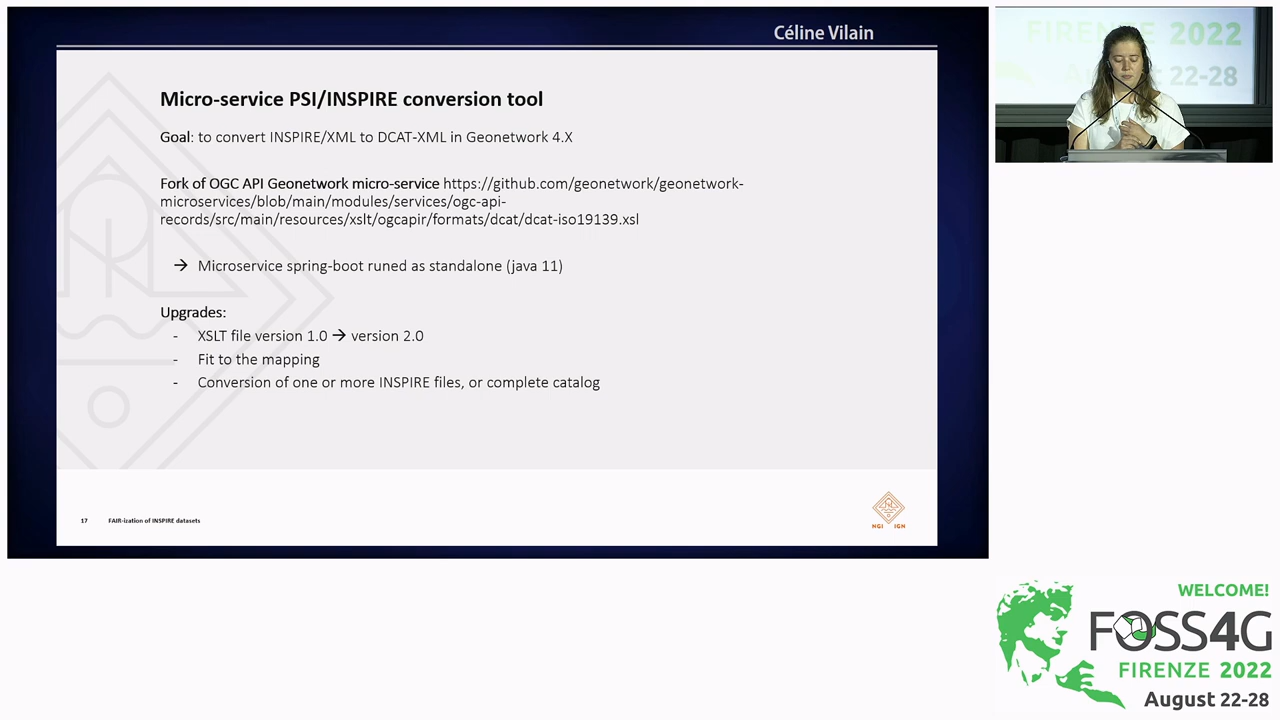 Céline Vilain
Micro-service PSI/INSPIRE conversion tool
Goal: to convert INSPIRE/XML to DCAT-XML in Geonetwork 4.X
Fork of OGC API Geonetwork micro-service https://github.com/geonetwork/geonetwork-
microservices/blob/main/modules/services/ogc-api-
records/src/main/resources/xslt/ogcapir/formats/dcat/dcat-iso19139.xsl
→ Microservice spring-boot runed as standalone (java 11)
Upgrades:
- XSLT file version 1.0 → version 2.0
- Fit to the mapping
- Conversion of one or more INSPIRE files, or complete catalog
17 FAIR-ization of INSPIRE datasets
NGI IGN
FIRENZE 2022
August 22-28
WELCOME!
FOSS4G
FIRENZE 2022
August 22-28